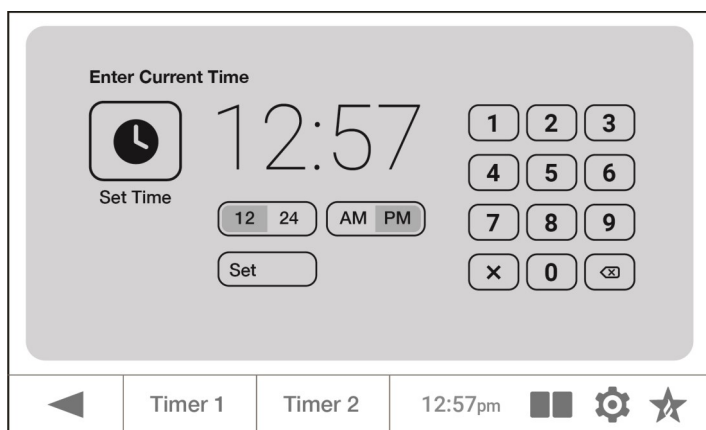 Enter Current Time
12:57
Set Time
12 24 AM PM
Set
1 2 3
4 5 6
7 8 9
× 0
Timer 1 Timer 2 12:57pm